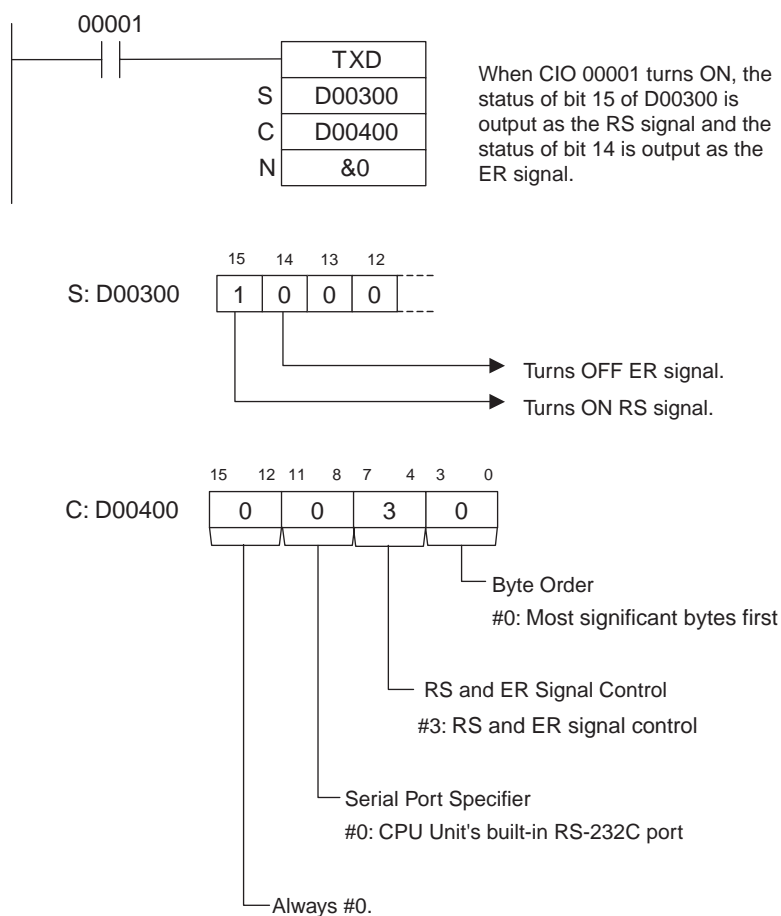 00001
TXD
S D00300
C D00400
N &0
When CIO 00001 turns ON, the
status of bit 15 of D00300 is
output as the RS signal and the
status of bit 14 is output as the
ER signal.
15 14 13 12
S: D00300 1 0 0 0
Turns OFF ER signal.
Turns ON RS signal.
15 12 11 8 7 4 3 0
C: D00400 0 0 3 0
Byte Order
#0: Most significant bytes first
RS and ER Signal Control
#3: RS and ER signal control
Serial Port Specifier
#0: CPU Unit's built-in RS-232C port
Always #0.